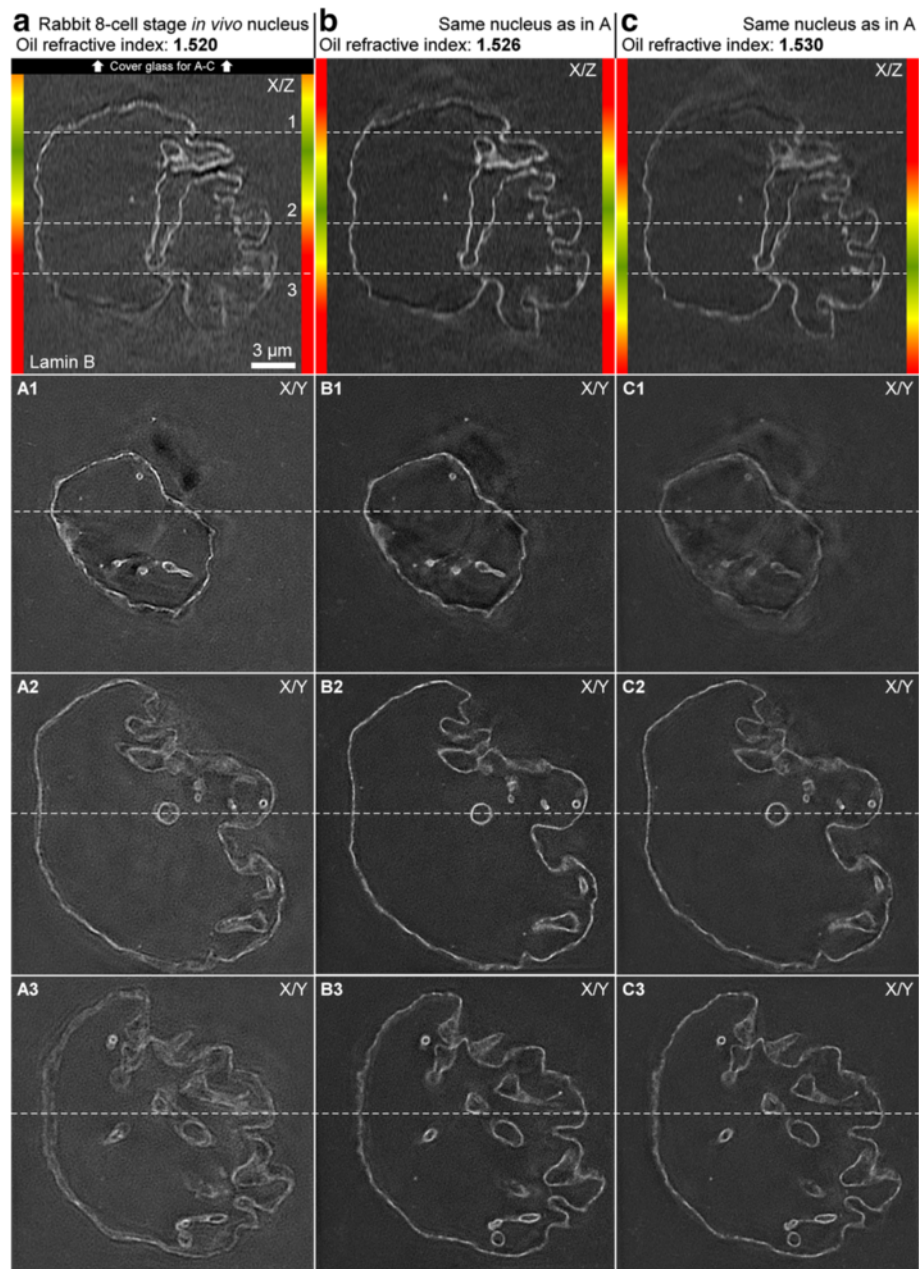 a Rabbit 8-cell stage in vivo nucleus
Oil refractive index: 1.520
b Same nucleus as in A
Oil refractive index: 1.526
c Same nucleus as in A
Oil refractive index: 1.530
Cover glass for A-C
X/Z
X/Z
X/Z
1
2
3
Lamin B
3 µm
A1 X/Y
B1 X/Y
C1 X/Y
A2 X/Y
B2 X/Y
C2 X/Y
A3 X/Y
B3 X/Y
C3 X/Y